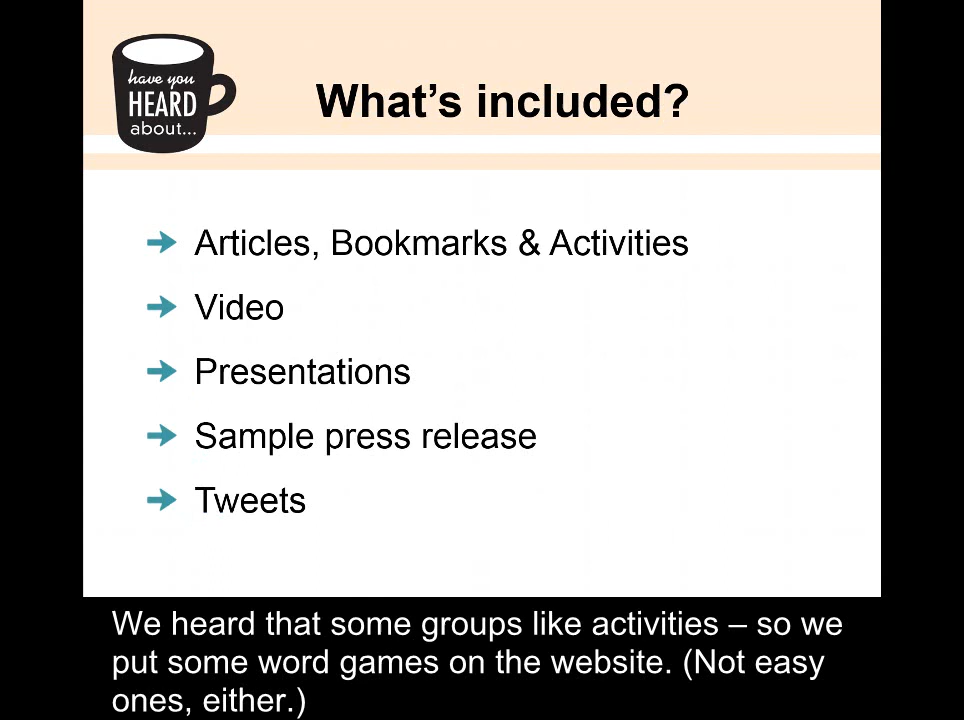 have you
HEARD
about...
What's included?
Articles, Bookmarks & Activities
Video
Presentations
Sample press release
Tweets
We heard that some groups like activities – so we
put some word games on the website. (Not easy
ones, either.)